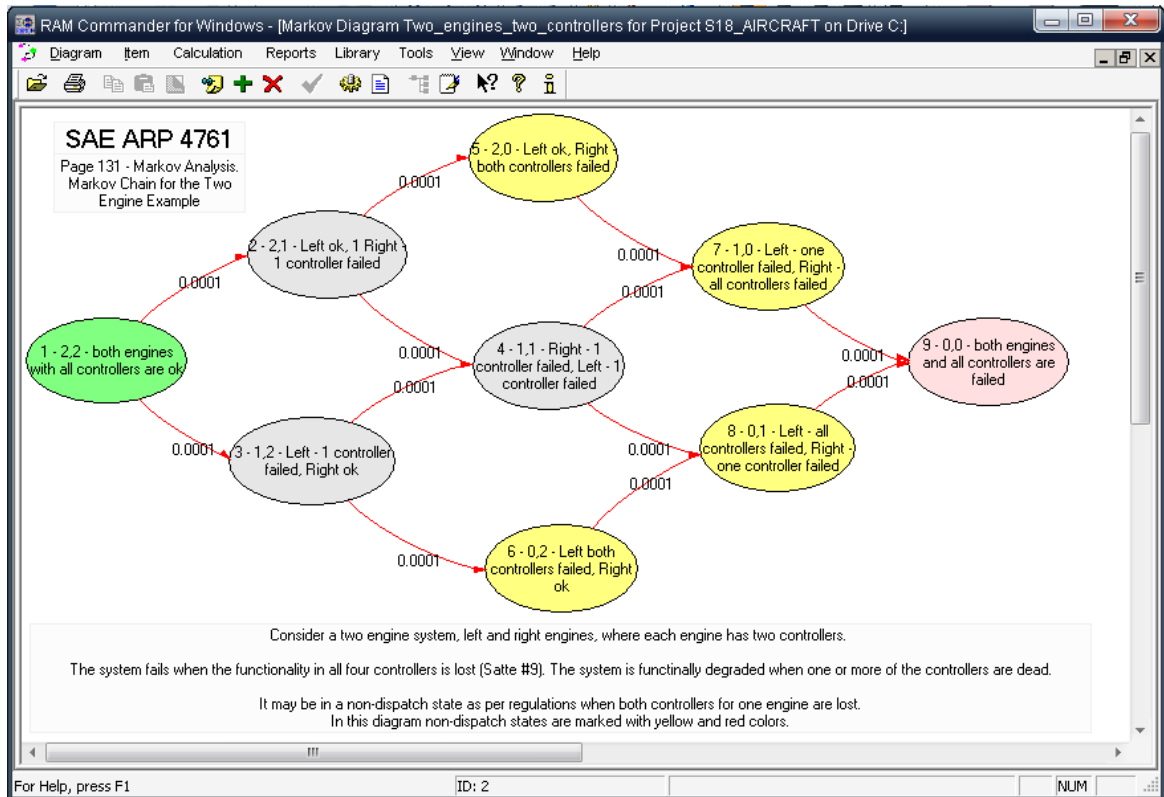 RAM Commander for Windows - [Markov Diagram Two_engines_two_controllers for Project S18_AIRCRAFT on Drive C:]
Diagram Item Calculation Reports Library Tools View Window Help
SAE ARP 4761
Page 131 - Markov Analysis.
Markov Chain for the Two
Engine Example
5 - 2,0 - Left ok, Right -
both controllers failed
0.0001
2 - 2,1 - Left ok, 1 Right -
1 controller failed
0.0001
0.0001
7 - 1,0 - Left - one
controller failed, Right -
all controllers failed
0.0001
1 - 2,2 - both engines
with all controllers are ok
0.0001
4 - 1,1 - Right - 1
controller failed, Left - 1
controller failed
0.0001
9 - 0,0 - both engines
and all controllers are
failed
0.0001
0.0001
0.0001
3 - 1,2 - Left - 1 controller
failed, Right ok
0.0001
8 - 0,1 - Left - all
controllers failed, Right -
one controller failed
0.0001
0.0001
6 - 0,2 - Left both
controllers failed, Right
ok
0.0001
Consider a two engine system, left and right engines, where each engine has two controllers.
The system fails when the functionality in all four controllers is lost (Satte #9). The system is functinally degraded when one or more of the controllers are dead.
It may be in a non-dispatch state as per regulations when both controllers for one engine are lost.
In this diagram non-dispatch states are marked with yellow and red colors.
For Help, press F1
ID: 2
NUM